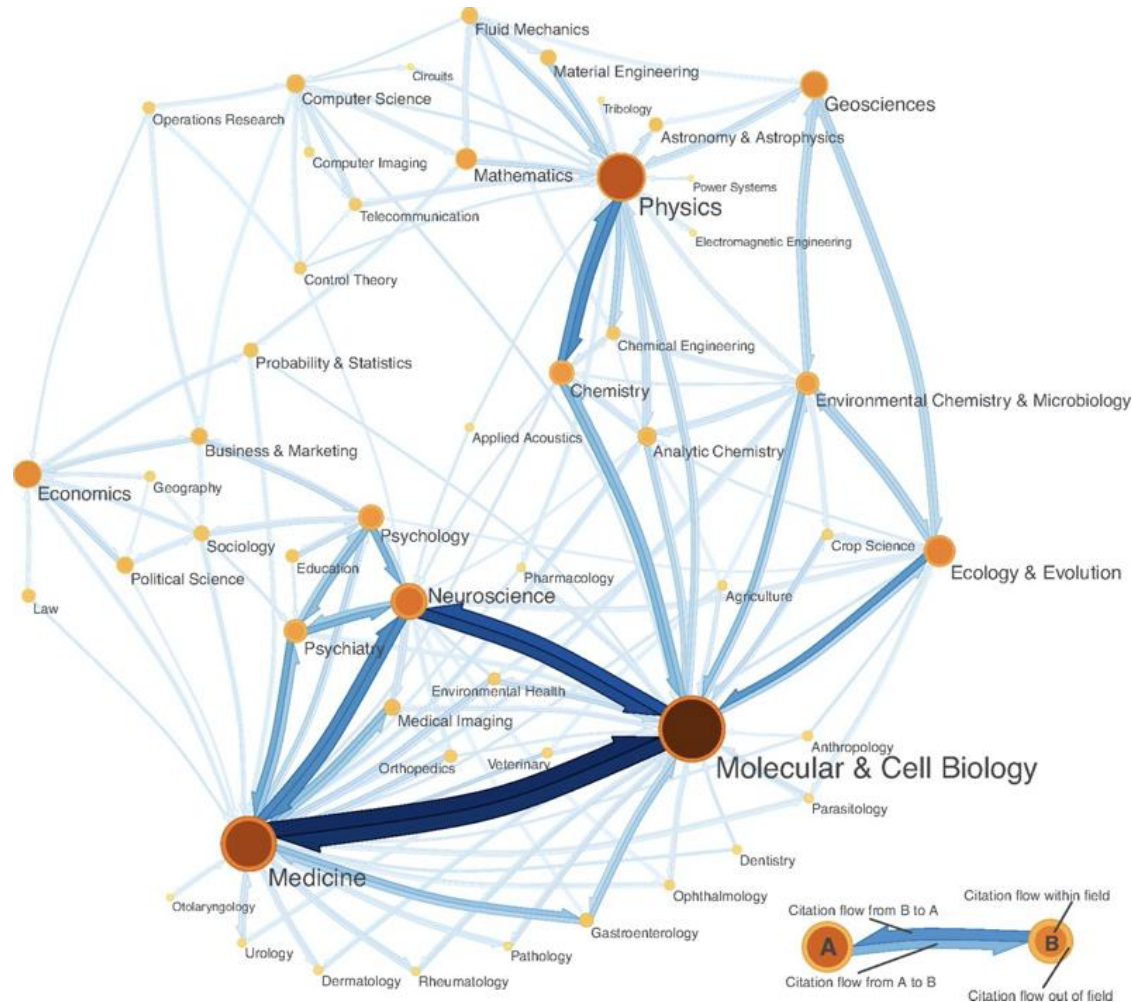 Fluid Mechanics
Circuits
Material Engineering
Computer Science
Geosciences
Tribology
Operations Research
Astronomy & Astrophysics
Computer Imaging
Mathematics
Power Systems
Physics
Telecommunication
Electromagnetic Engineering
Control Theory
Chemical Engineering
Probability & Statistics
Chemistry
Environmental Chemistry & Microbiology
Applied Acoustics
Business & Marketing
Analytic Chemistry
Geography
Economics
Psychology
Crop Science
Sociology
Education
Political Science
Ecology & Evolution
Pharmacology
Neuroscience
Agriculture
Law
Psychiatry
Environmental Health
Medical Imaging
Anthropology
Orthopedics
Veterinary
Molecular & Cell Biology
Parasitology
Dentistry
Medicine
Ophthalmology
Otolaryngology
Gastroenterology
Urology
Pathology
Dermatology
Rheumatology
Citation flow from B to A
Citation flow within field
A
B
Citation flow from A to B
Citation flow out of field